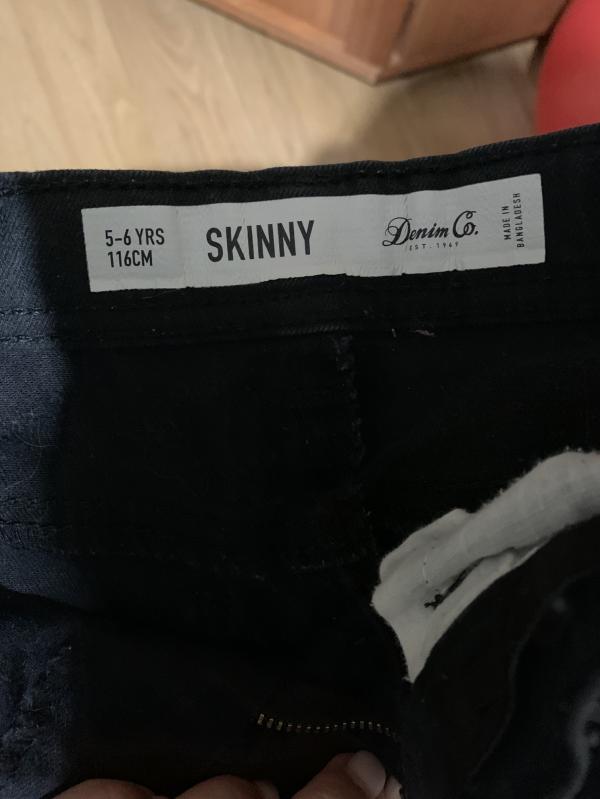 5-6 YRS
116CM
SKINNY
Denim Co.
EST. 1969
MADE IN
BANGLADESH